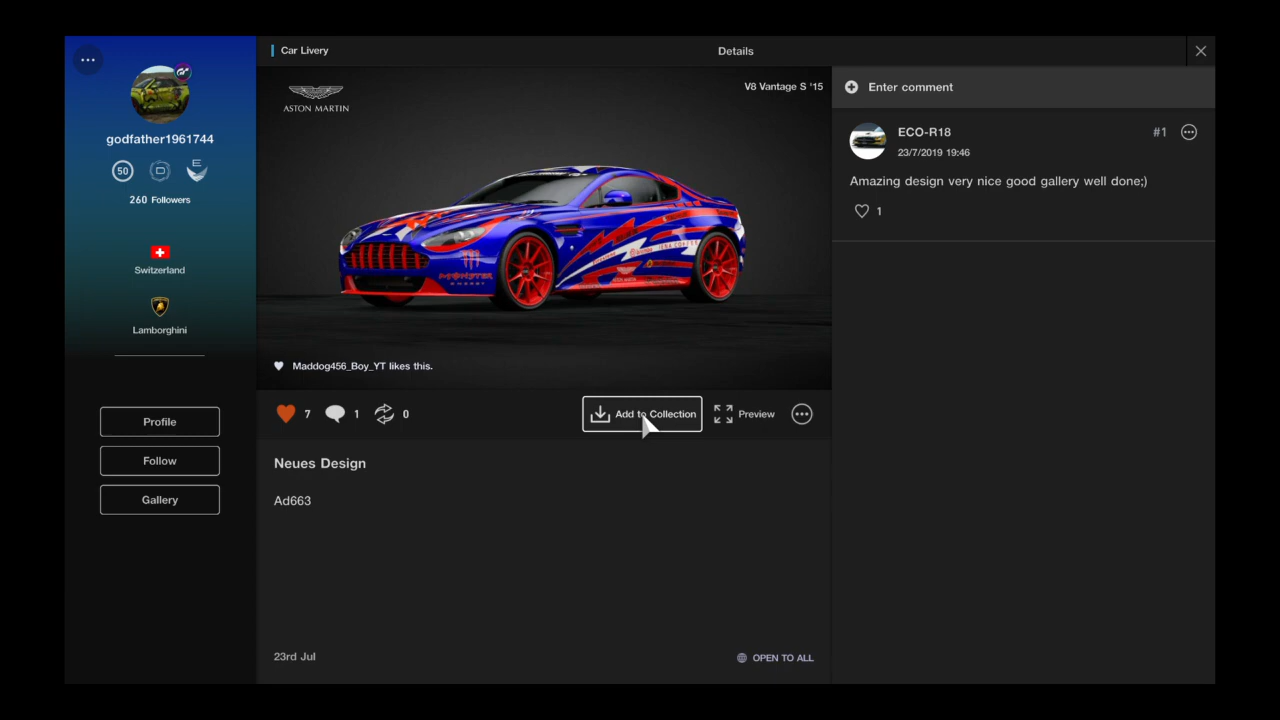 Car Livery
Details
godfather1961744
50
D
E
260 Followers
Switzerland
Lamborghini
Profile
Follow
Gallery
ASTON MARTIN
V8 Vantage S '15
MONSTER
ENERGY
Maddog456_Boy_YT likes this.
7
1
0
Add to Collection
Preview
Neues Design
Ad663
23rd Jul
OPEN TO ALL
Enter comment
ECO-R18
#1
23/7/2019 19:46
Amazing design very nice good gallery well done;)
1